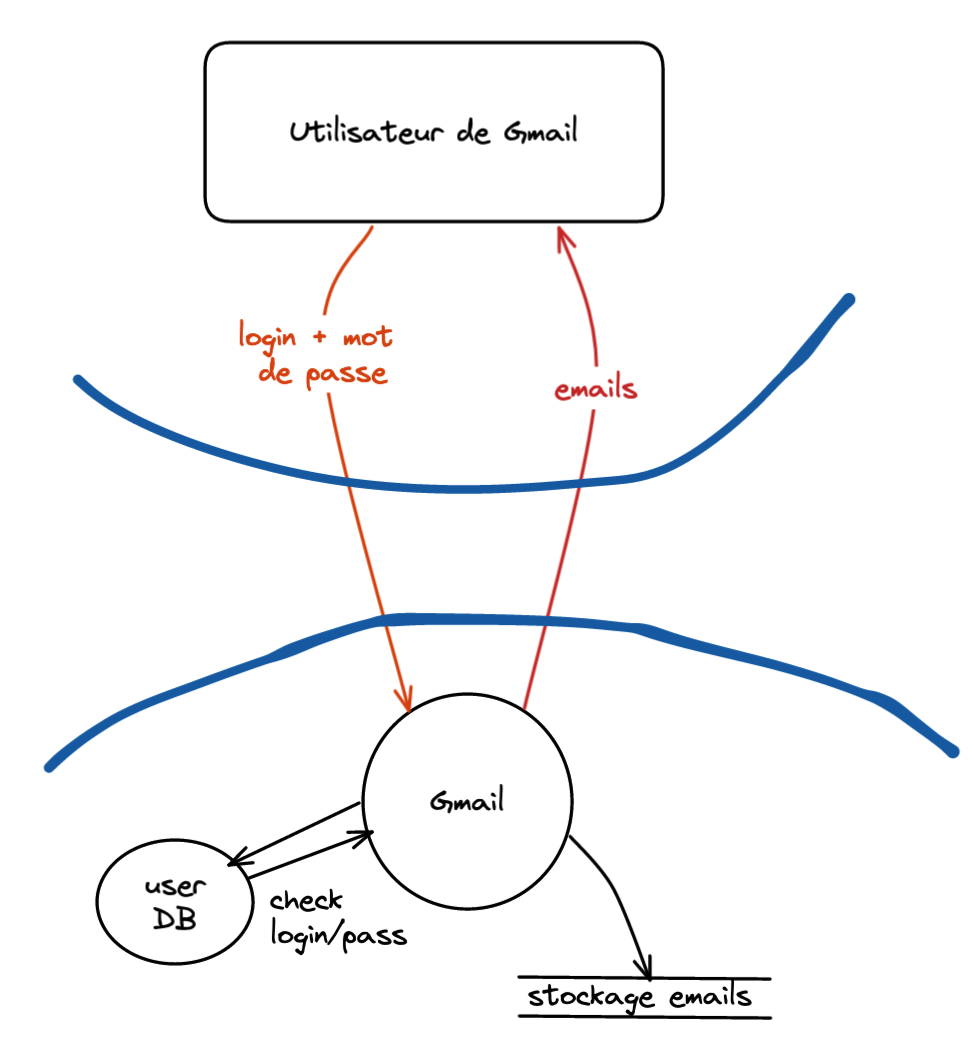 Utilisateur de Gmail
login + mot
de passe
emails
Gmail
user
DB
check
login/pass
stockage emails